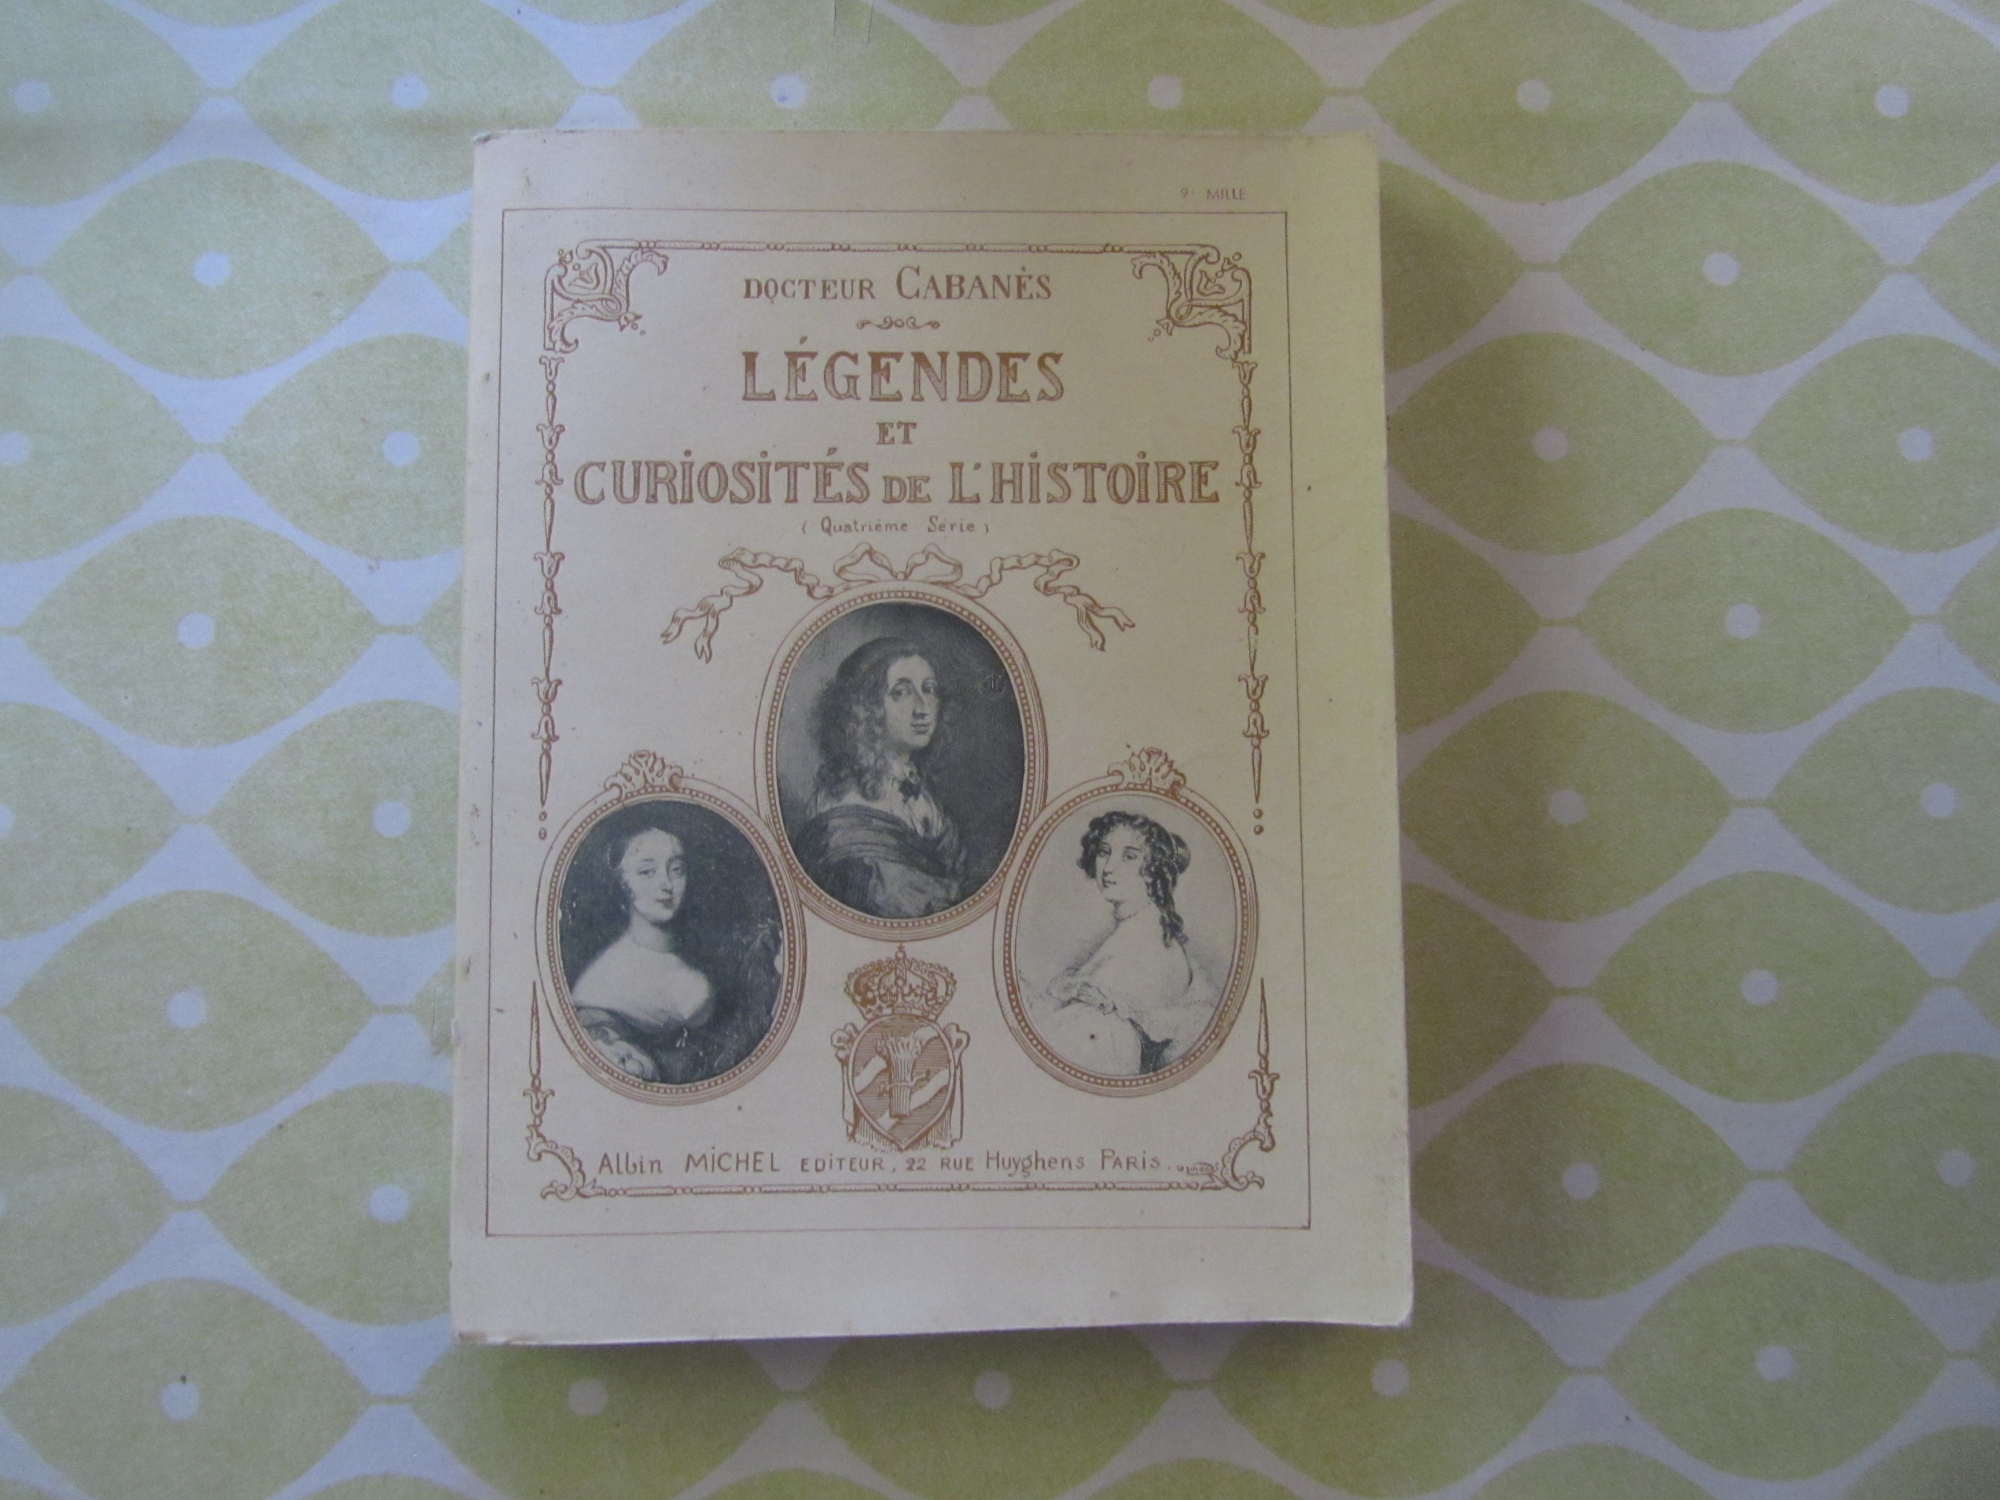 9e MILLE
DOCTEUR CABANÈS
LÉGENDES
ET
CURIOSITÉS DE L'HISTOIRE
(Quatrième Série)
Albin MICHEL EDITEUR, 22 RUE Huyghens PARIS.